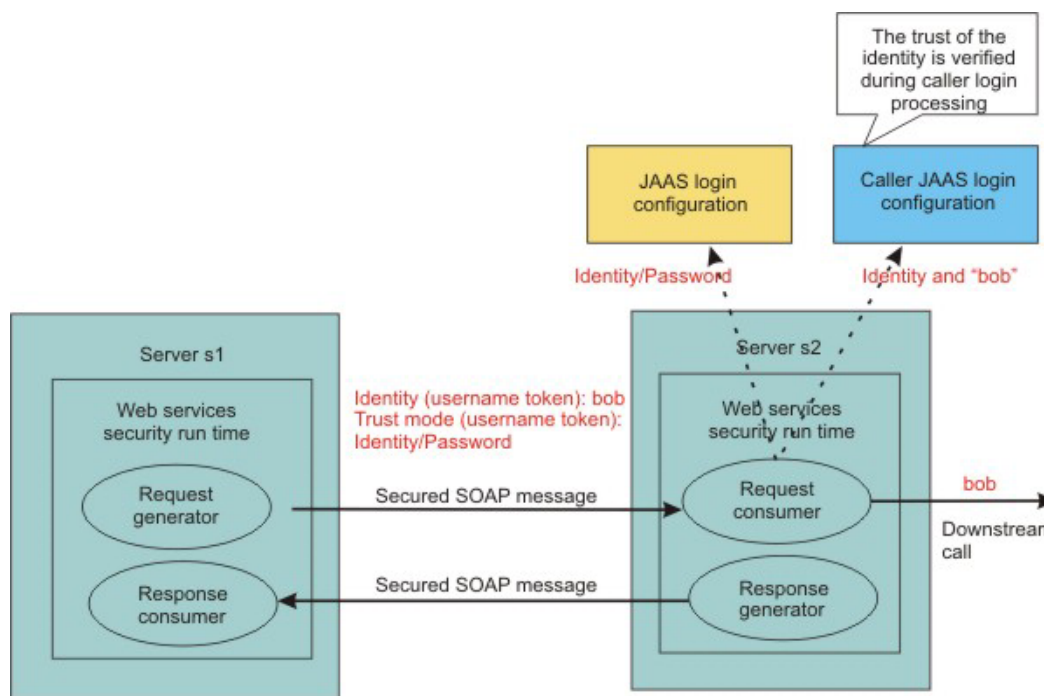 The trust of the
identity is verified
during caller login
processing
JAAS login
configuration
Caller JAAS login
configuration
Identity/Password
Identity and “bob”
Server s1
Server s2
Web services
security run time
Identity (username token): bob
Trust mode (username token):
Identity/Password
Web services
security run time
Request
generator
Secured SOAP message
Request
consumer
bob
Downstream
call
Response
consumer
Secured SOAP message
Response
generator